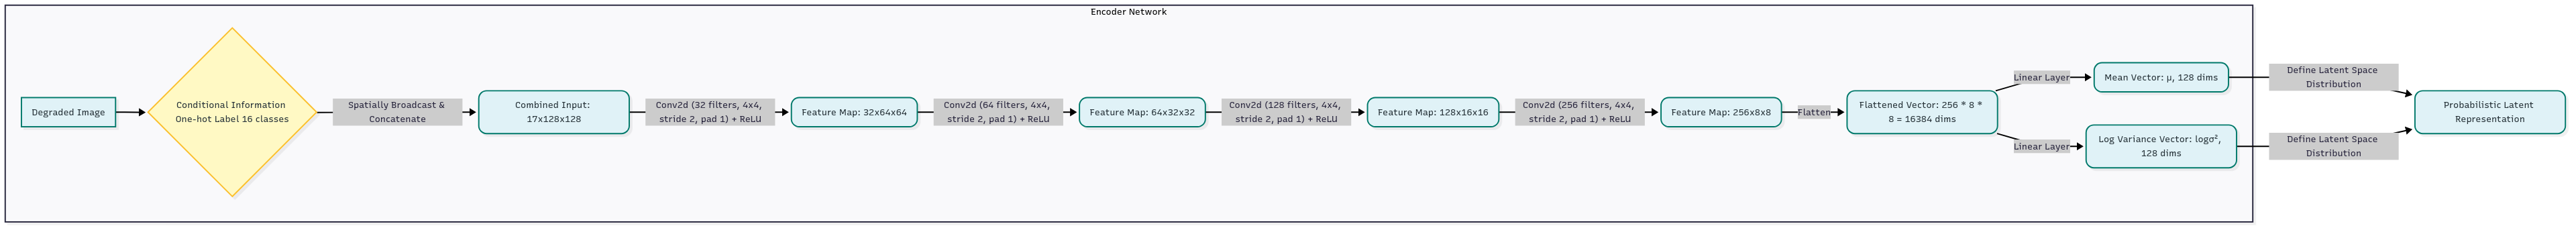 Encoder Network
Degraded Image
Conditional Information
One-hot Label 16 classes
Spatially Broadcast &
Concatenate
Combined Input:
17x128x128
Conv2d (32 filters, 4x4,
stride 2, pad 1) + ReLU
Feature Map: 32x64x64
Conv2d (64 filters, 4x4,
stride 2, pad 1) + ReLU
Feature Map: 64x32x32
Conv2d (128 filters, 4x4,
stride 2, pad 1) + ReLU
Feature Map: 128x16x16
Conv2d (256 filters, 4x4,
stride 2, pad 1) + ReLU
Feature Map: 256x8x8
Flatten
Flattened Vector: 256 * 8 *
8 = 16384 dims
Linear Layer
Mean Vector: μ, 128 dims
Define Latent Space
Distribution
Linear Layer
Log Variance Vector: logσ²,
128 dims
Define Latent Space
Distribution
Probabilistic Latent
Representation